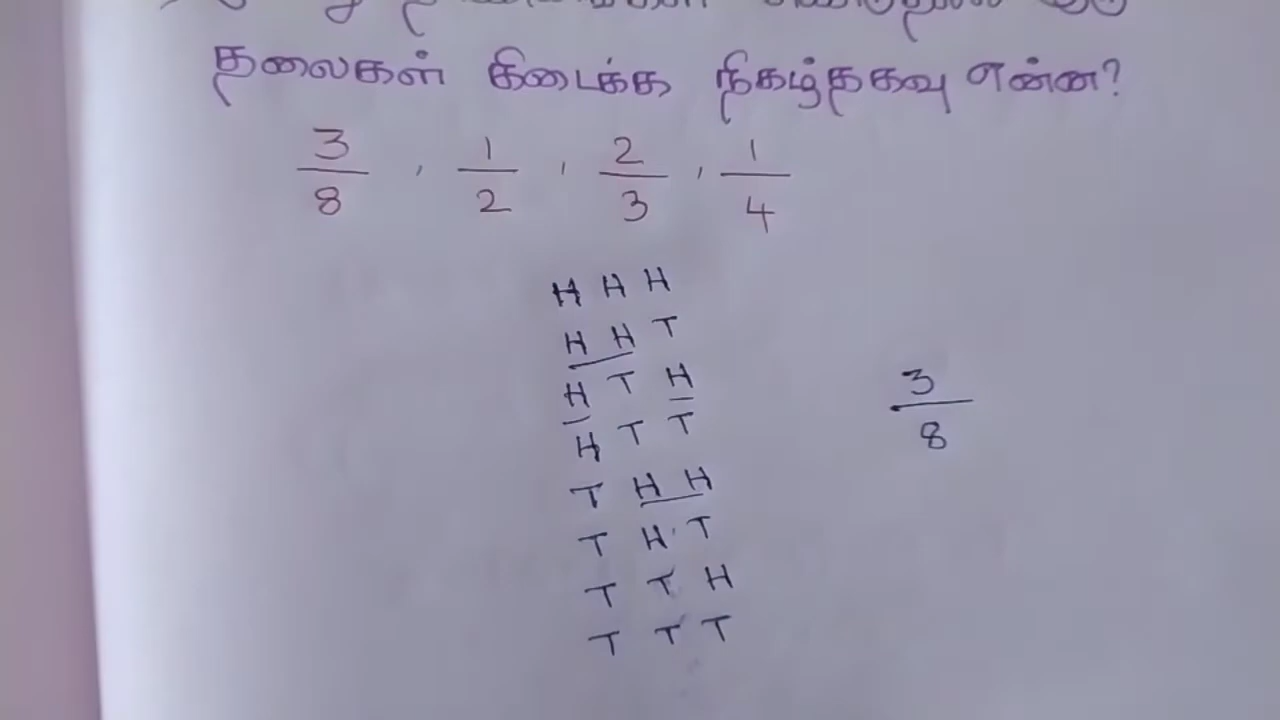 தலைகள் கிடைக்க நிகழ்தகவு என்ன?
3/8 , 1/2 , 2/3 , 1/4
H H H
H H T
H T H
H T T
T H H
T H T
T T H
T T T
3/8